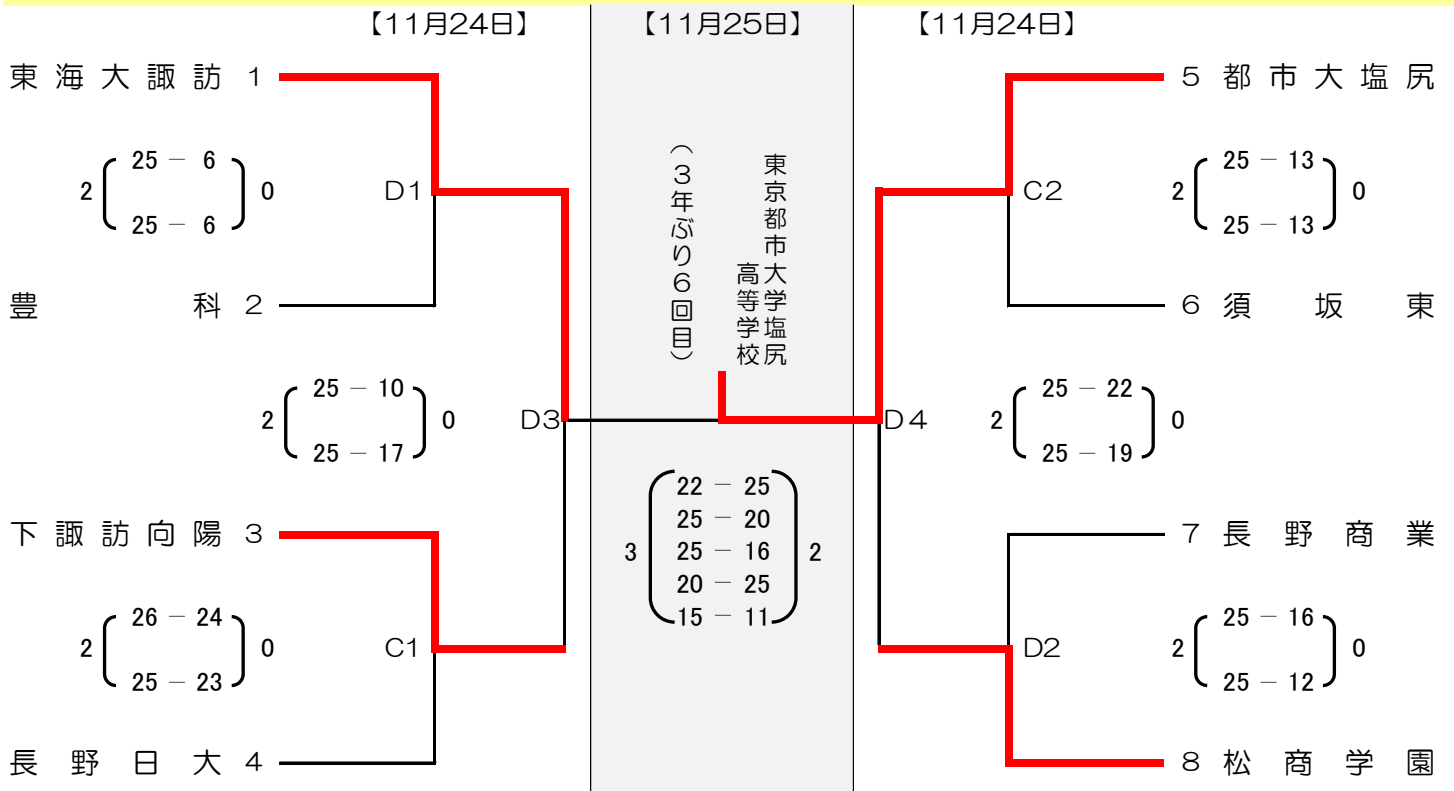 【11月24日】 【11月25日】 【11月24日】
東海大諏訪 1
5 都市大塩尻
25 － 6
2 0
25 － 6
D1
東京都市大学塩尻
高等学校
（3年ぶり6回目）
C2
25 － 13
2 0
25 － 13
豊科 2
6 須坂東
25 － 10
2 0
25 － 17
D3
D4
25 － 22
2 0
25 － 19
22 － 25
25 － 20
3 25 － 16 2
20 － 25
15 － 11
下諏訪向陽 3
7 長野商業
26 － 24
2 0
25 － 23
C1
D2
25 － 16
2 0
25 － 12
長野日大 4
8 松商学園